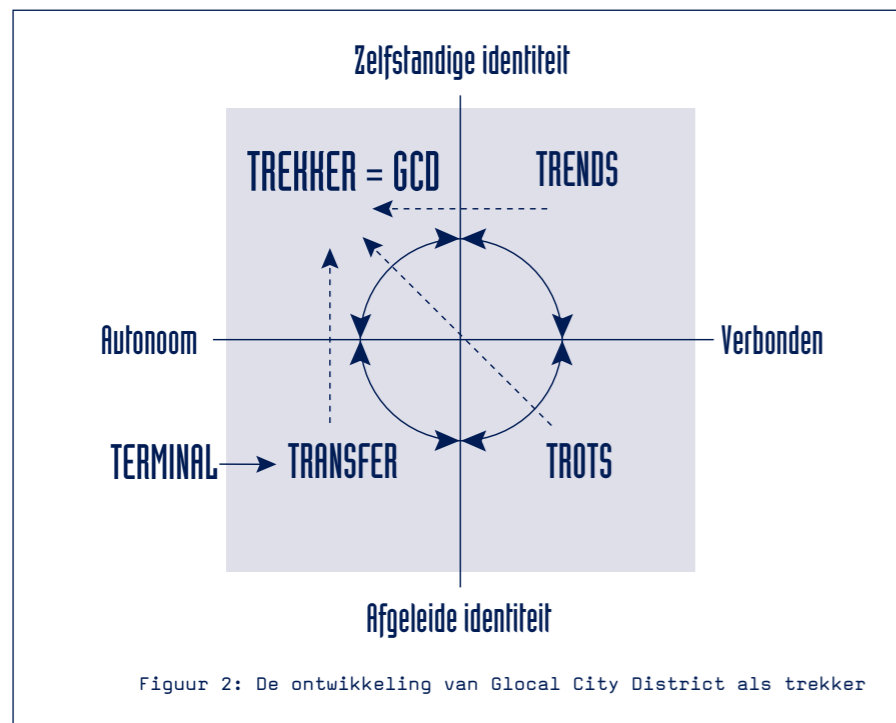 Zelfstandige identiteit
TREKKER = GCD
TRENDS
Autonoom
Verbonden
TERMINAL
TRANSFER
TROTS
Afgeleide identiteit
Figuur 2: De ontwikkeling van Glocal City District als trekker